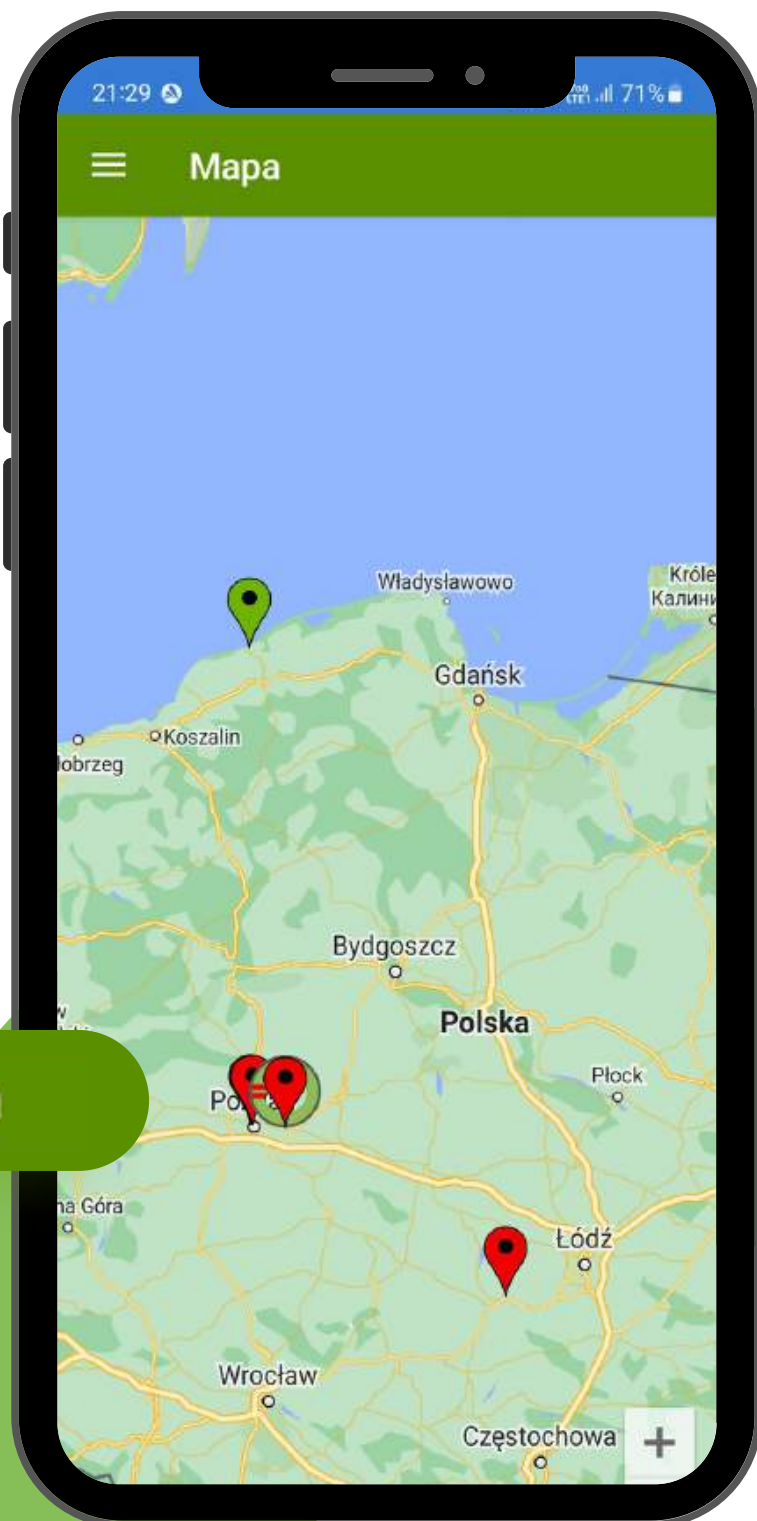 21:29
71%
Mapa
Władysławowo
Króle
Калини
Gdańsk
Koszalin
łobrzeg
Bydgoszcz
Polska
Płock
na Góra
Łódź
Wrocław
Częstochowa
+